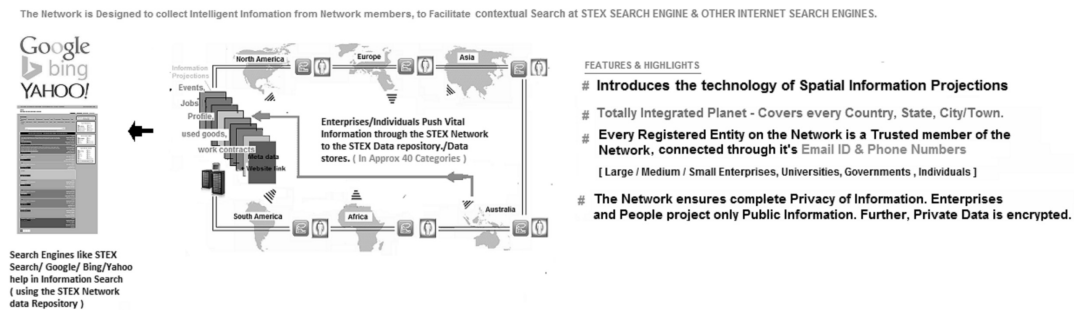 The Network is Designed to collect Intelligent Infomation from Network members, to Facilitate contextual Search at STEX SEARCH ENGINE & OTHER INTERNET SEARCH ENGINES.
Google
bing
YAHOO!
Search Engines like STEX
Search/ Google/ Bing/Yahoo
help in Information Search
( using the STEX Network
data Repository )
Information
Projections
Events,
Jobs,
Profile,
used goods,
work contracts
Meta data
Website link
North America
Europe
Asia
Enterprises/Individuals Push Vital
Information through the STEX Network
to the STEX Data repository./Data
stores. ( In Approx 40 Categories )
South America
Africa
Australia
FEATURES & HIGHLIGHTS
# Introduces the technology of Spatial Information Projections
# Totally Integrated Planet - Covers every Country, State, City/Town.
# Every Registered Entity on the Network is a Trusted member of the
Network, connected through it's Email ID & Phone Numbers
[ Large / Medium / Small Enterprises, Universities, Governments , Individuals ]
# The Network ensures complete Privacy of Information. Enterprises
and People project only Public Information. Further, Private Data is encrypted.